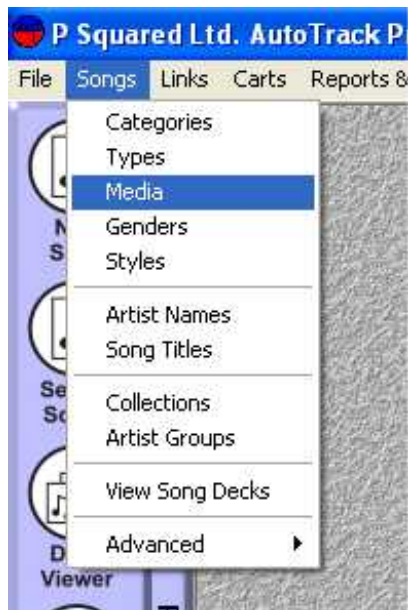 P Squared Ltd. AutoTrack P
File Songs Links Carts Reports &
Categories
Types
Media
Genders
Styles
Artist Names
Song Titles
Collections
Artist Groups
View Song Decks
Advanced
Viewer